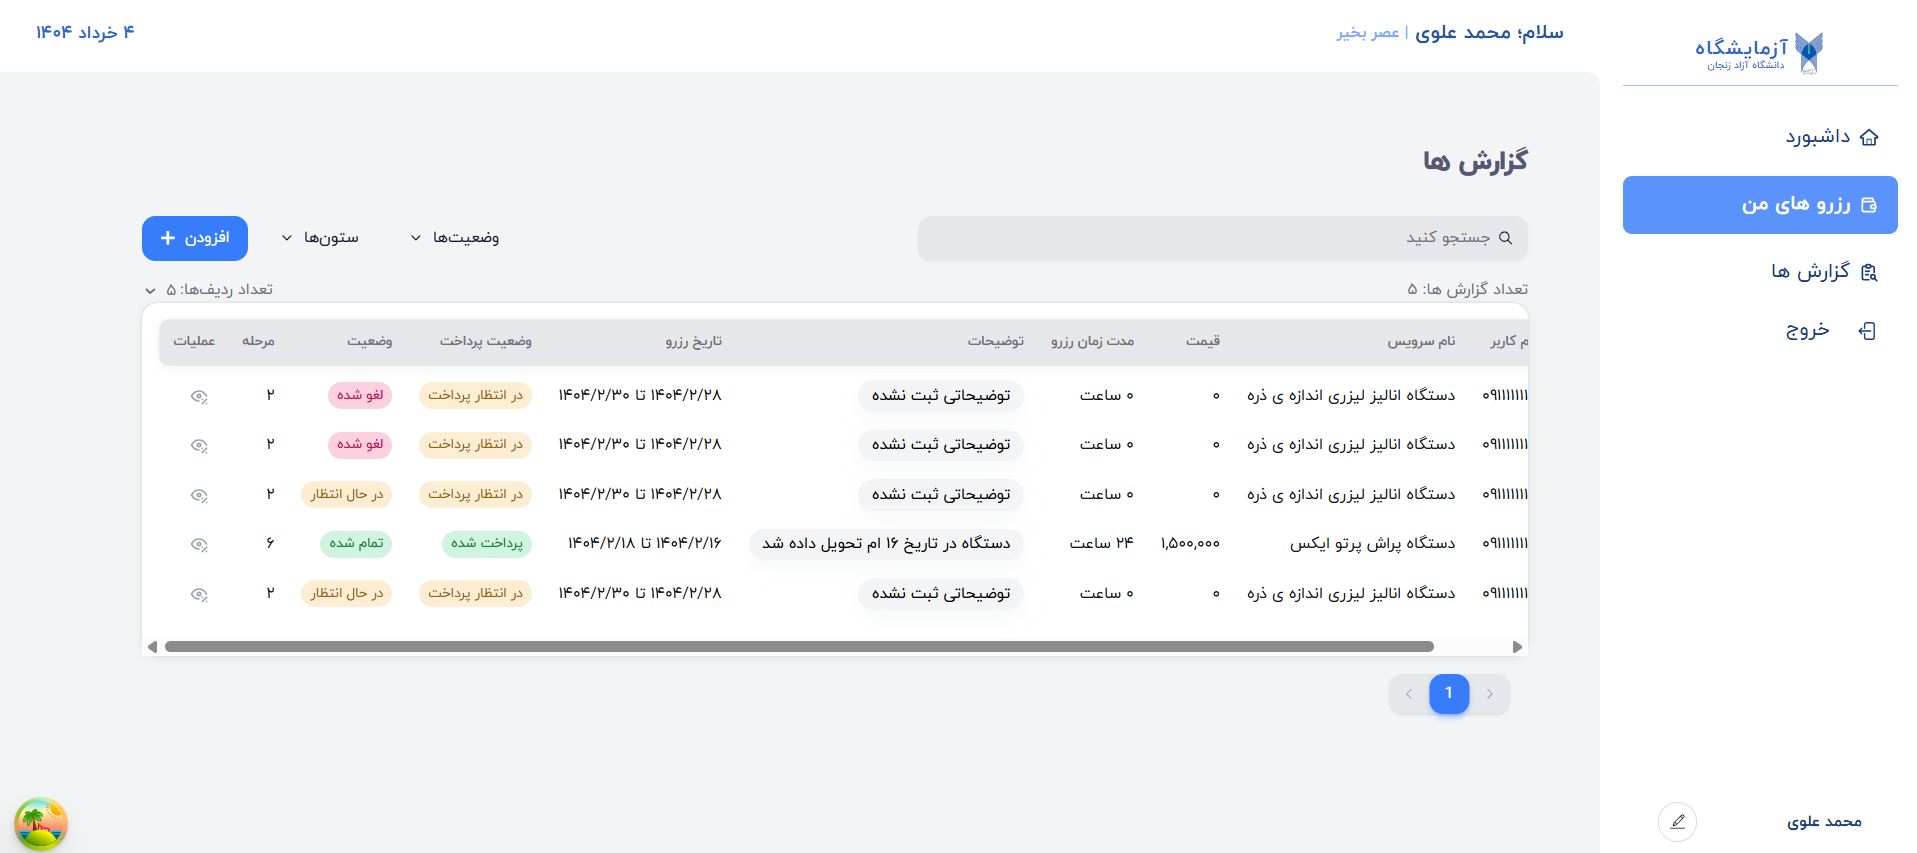 آزمایشگاه
دانشگاه آزاد زنجان
داشبورد
رزرو های من
گزارش ها
خروج
محمد علوی
سلام؛ محمد علوی | عصر بخیر
۴ خرداد ۱۴۰۴
گزارش ها
جستجو کنید
وضعیت‌ها
ستون‌ها
افزودن +
تعداد گزارش ها: ۵
تعداد ردیف‌ها: ۵
م کاربر نام سرویس قیمت مدت زمان رزرو توضیحات تاریخ رزرو وضعیت پرداخت وضعیت مرحله عملیات
۰۹۱۱۱۱۱۱۱ دستگاه انالیز لیزری اندازه ی ذره ۰ ۰ ساعت توضیحاتی ثبت نشده ۱۴۰۴/۲/۲۸ تا ۱۴۰۴/۲/۳۰ در انتظار پرداخت لغو شده ۲
۰۹۱۱۱۱۱۱۱ دستگاه انالیز لیزری اندازه ی ذره ۰ ۰ ساعت توضیحاتی ثبت نشده ۱۴۰۴/۲/۲۸ تا ۱۴۰۴/۲/۳۰ در انتظار پرداخت لغو شده ۲
۰۹۱۱۱۱۱۱۱ دستگاه انالیز لیزری اندازه ی ذره ۰ ۰ ساعت توضیحاتی ثبت نشده ۱۴۰۴/۲/۲۸ تا ۱۴۰۴/۲/۳۰ در انتظار پرداخت در حال انتظار ۲
۰۹۱۱۱۱۱۱۱ دستگاه پراش پرتو ایکس ۱,۵۰۰,۰۰۰ ۲۴ ساعت دستگاه در تاریخ ۱۶ ام تحویل داده شد ۱۴۰۴/۲/۱۶ تا ۱۴۰۴/۲/۱۸ پرداخت شده تمام شده ۶
۰۹۱۱۱۱۱۱۱ دستگاه انالیز لیزری اندازه ی ذره ۰ ۰ ساعت توضیحاتی ثبت نشده ۱۴۰۴/۲/۲۸ تا ۱۴۰۴/۲/۳۰ در انتظار پرداخت در حال انتظار ۲
1